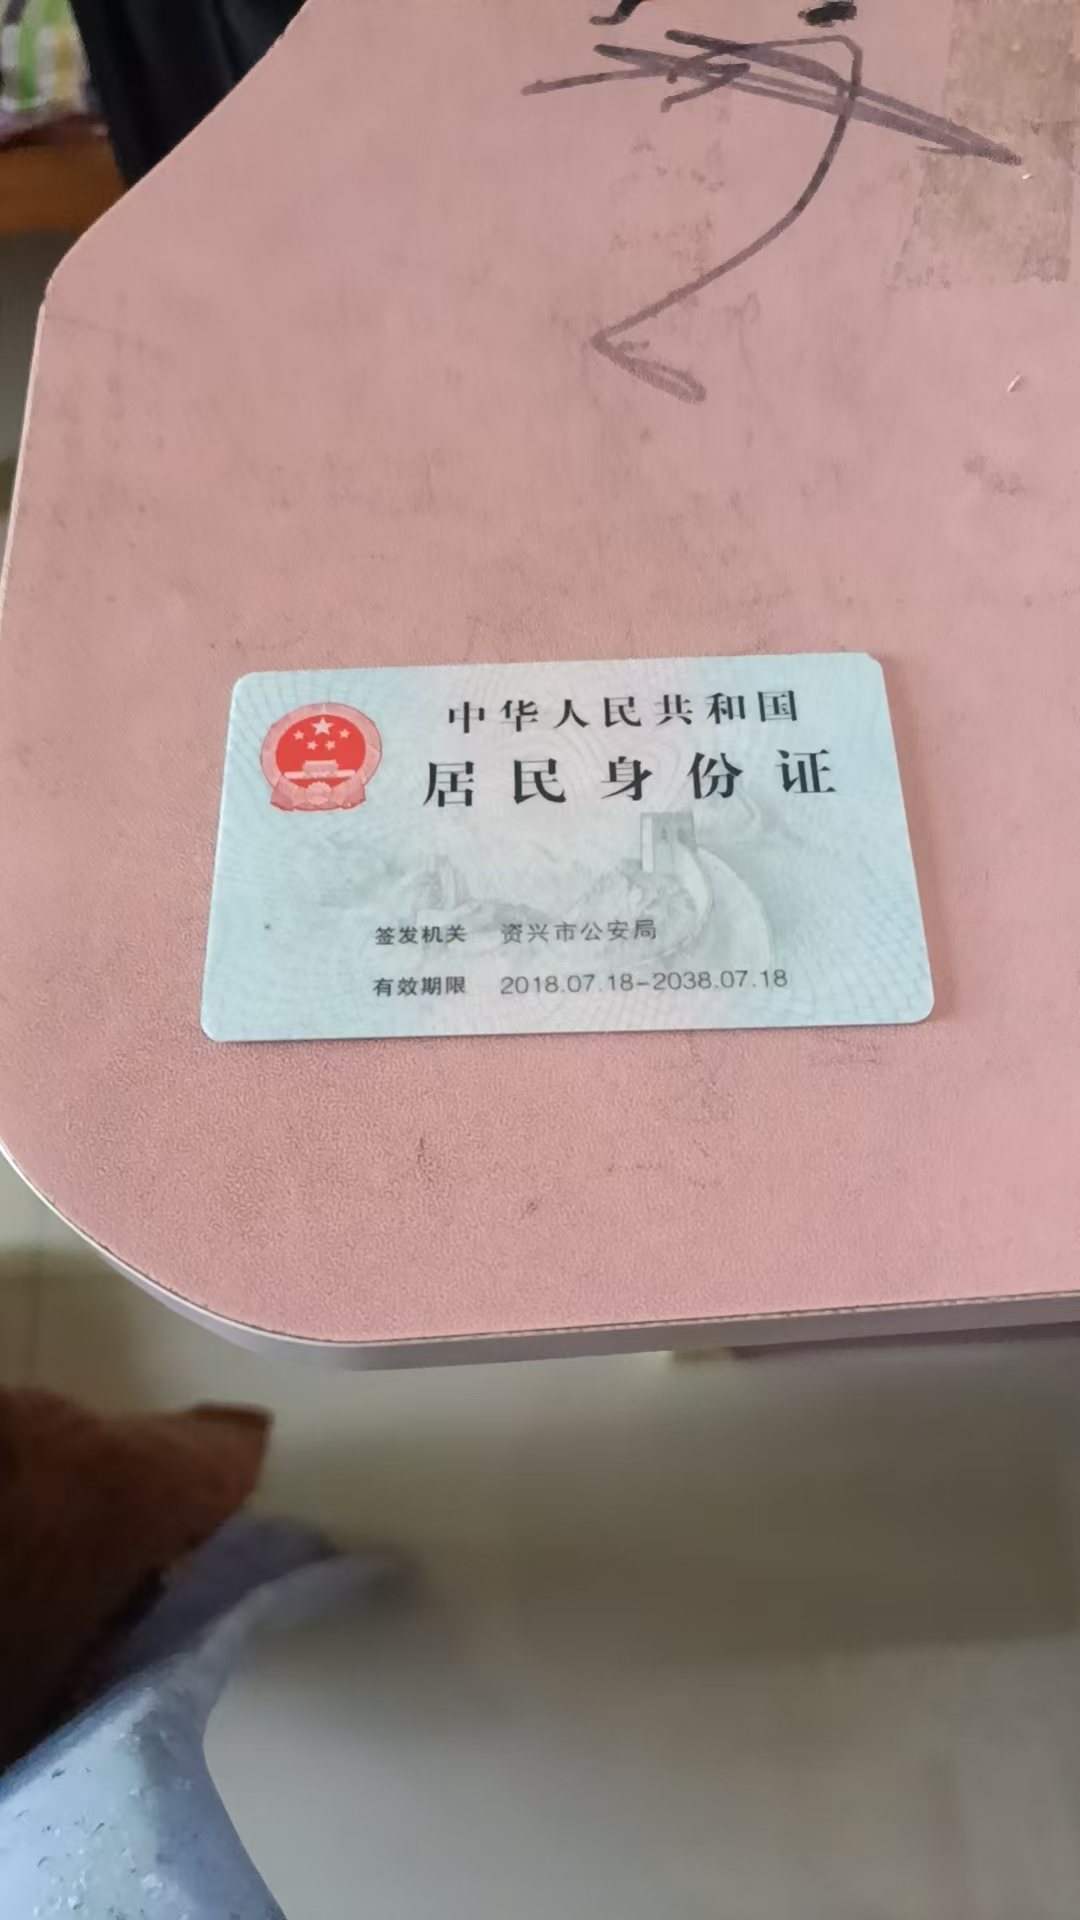 中华人民共和国
居民身份证
签发机关 资兴市公安局
有效期限 2018.07.18-2038.07.18